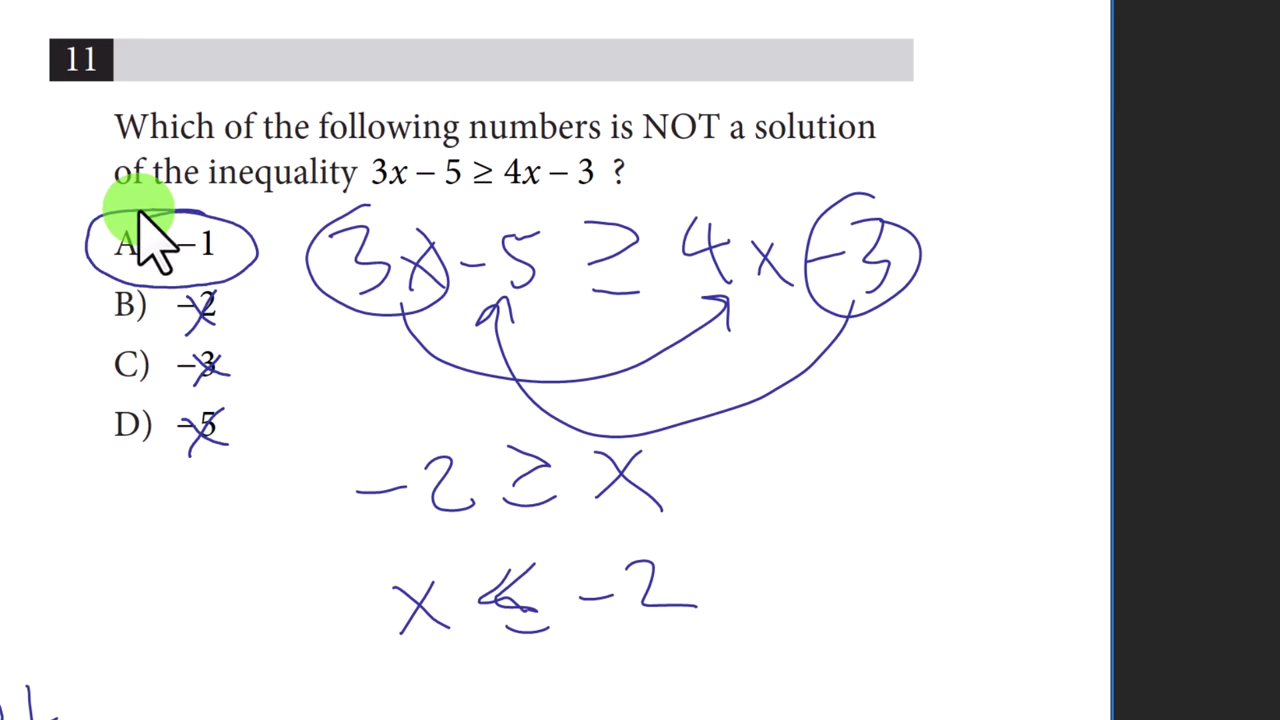 11
Which of the following numbers is NOT a solution
of the inequality 3x – 5 ≥ 4x – 3 ?
A) –1
B) –2
C) –3
D) –5
3x - 5 ≥ 4x - 3
-2 ≥ x
x ≤ -2